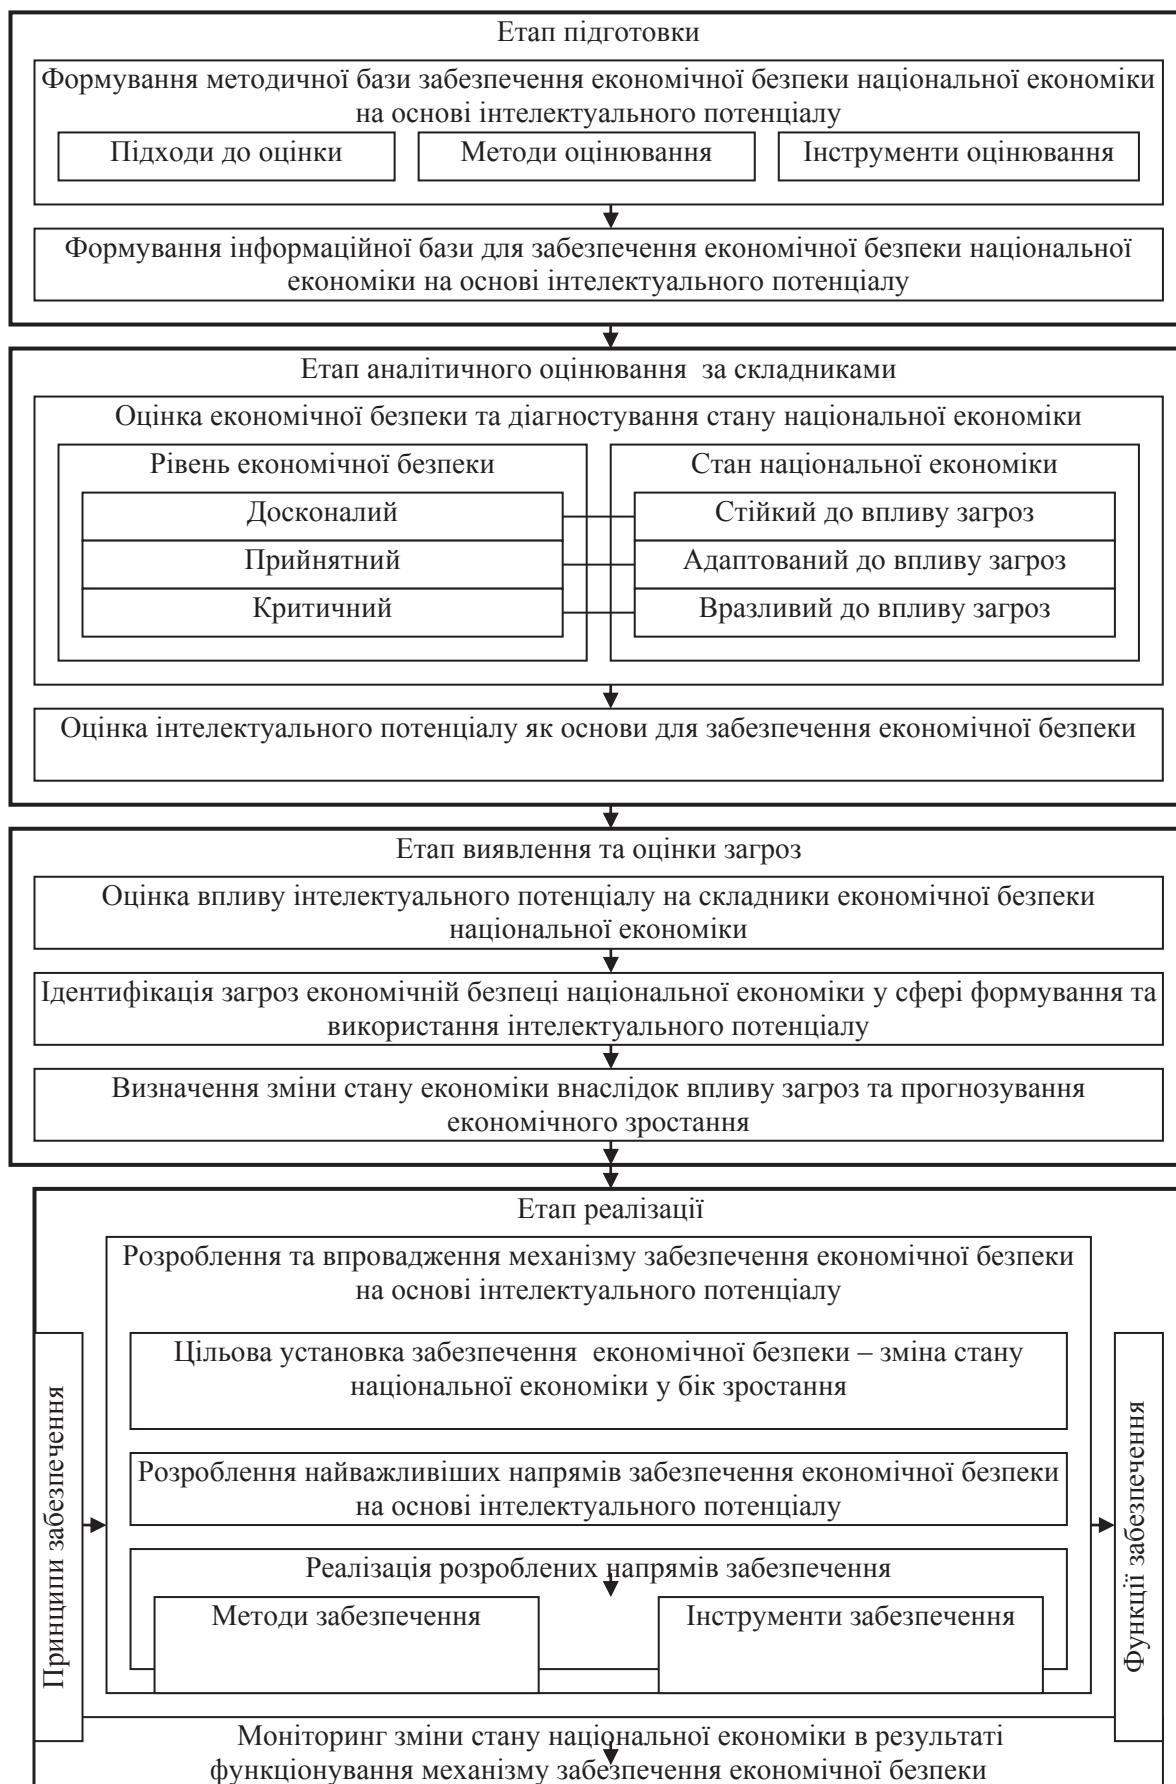 Етап підготовки
Формування методичної бази забезпечення економічної безпеки національної економіки
на основі інтелектуального потенціалу
Підходи до оцінки
Методи оцінювання
Інструменти оцінювання
Формування інформаційної бази для забезпечення економічної безпеки національної
економіки на основі інтелектуального потенціалу
Етап аналітичного оцінювання за складниками
Оцінка економічної безпеки та діагностування стану національної економіки
Рівень економічної безпеки
Стан національної економіки
Досконалий
Стійкий до впливу загроз
Прийнятний
Адаптований до впливу загроз
Критичний
Вразливий до впливу загроз
Оцінка інтелектуального потенціалу як основи для забезпечення економічної безпеки
Етап виявлення та оцінки загроз
Оцінка впливу інтелектуального потенціалу на складники економічної безпеки
національної економіки
Ідентифікація загроз економічній безпеці національної економіки у сфері формування та
використання інтелектуального потенціалу
Визначення зміни стану економіки внаслідок впливу загроз та прогнозування
економічного зростання
Етап реалізації
Розроблення та впровадження механізму забезпечення економічної безпеки
на основі інтелектуального потенціалу
Принципи забезпечення
Цільова установка забезпечення економічної безпеки – зміна стану
національної економіки у бік зростання
Розроблення найважливіших напрямів забезпечення економічної безпеки
на основі інтелектуального потенціалу
Реалізація розроблених напрямів забезпечення
Методи забезпечення
Інструменти забезпечення
Функції забезпечення
Моніторинг зміни стану національної економіки в результаті
функціонування механізму забезпечення економічної безпеки